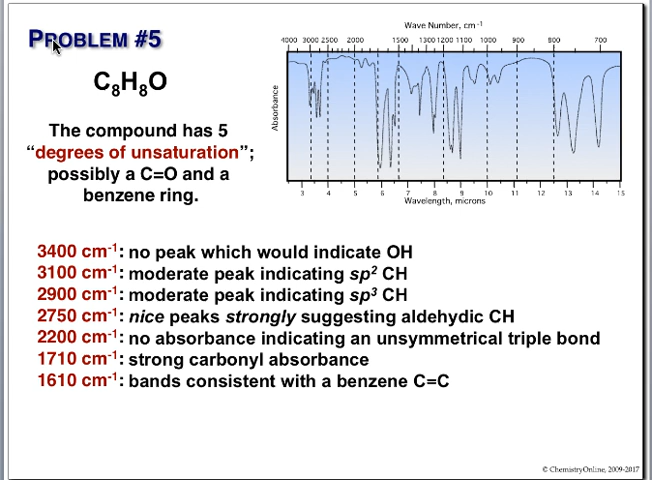 PROBLEM #5
C₈H₈O
The compound has 5
“degrees of unsaturation”;
possibly a C=O and a
benzene ring.
Wave Number, cm⁻¹
4000 3000 2500 2000 1500 1300 1200 1100 1000 900 800 700
Absorbance
3 4 5 6 7 8 9 10 11 12 13 14 15
Wavelength, microns
3400 cm⁻¹: no peak which would indicate OH
3100 cm⁻¹: moderate peak indicating sp² CH
2900 cm⁻¹: moderate peak indicating sp³ CH
2750 cm⁻¹: nice peaks strongly suggesting aldehydic CH
2200 cm⁻¹: no absorbance indicating an unsymmetrical triple bond
1710 cm⁻¹: strong carbonyl absorbance
1610 cm⁻¹: bands consistent with a benzene C=C
© ChemistryOnline, 2009-2017